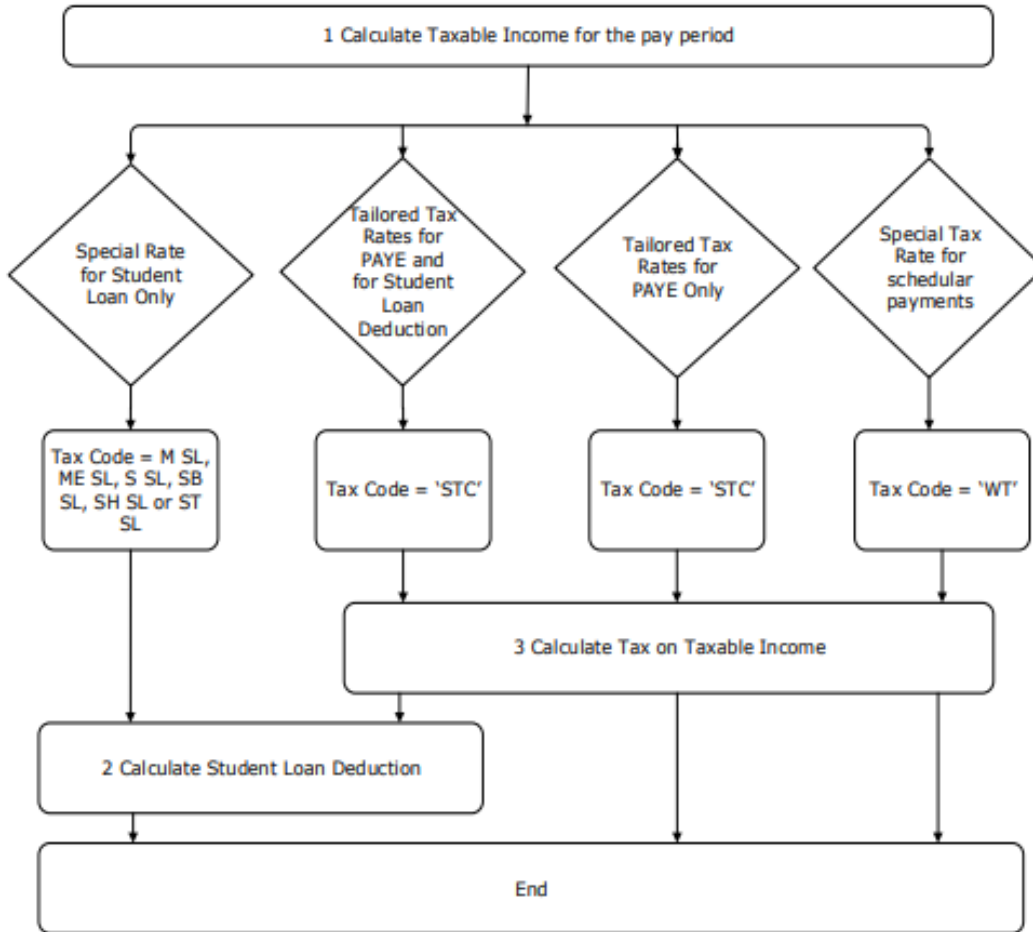 1 Calculate Taxable Income for the pay period
Special Rate
for Student
Loan Only
Tailored Tax
Rates for
PAYE and
for Student
Loan
Deduction
Tailored Tax
Rates for
PAYE Only
Special Tax
Rate for
schedular
payments
Tax Code = M SL,
ME SL, S SL, SB
SL, SH SL or ST
SL
Tax Code = ‘STC’
Tax Code = ‘STC’
Tax Code = ‘WT’
3 Calculate Tax on Taxable Income
2 Calculate Student Loan Deduction
End